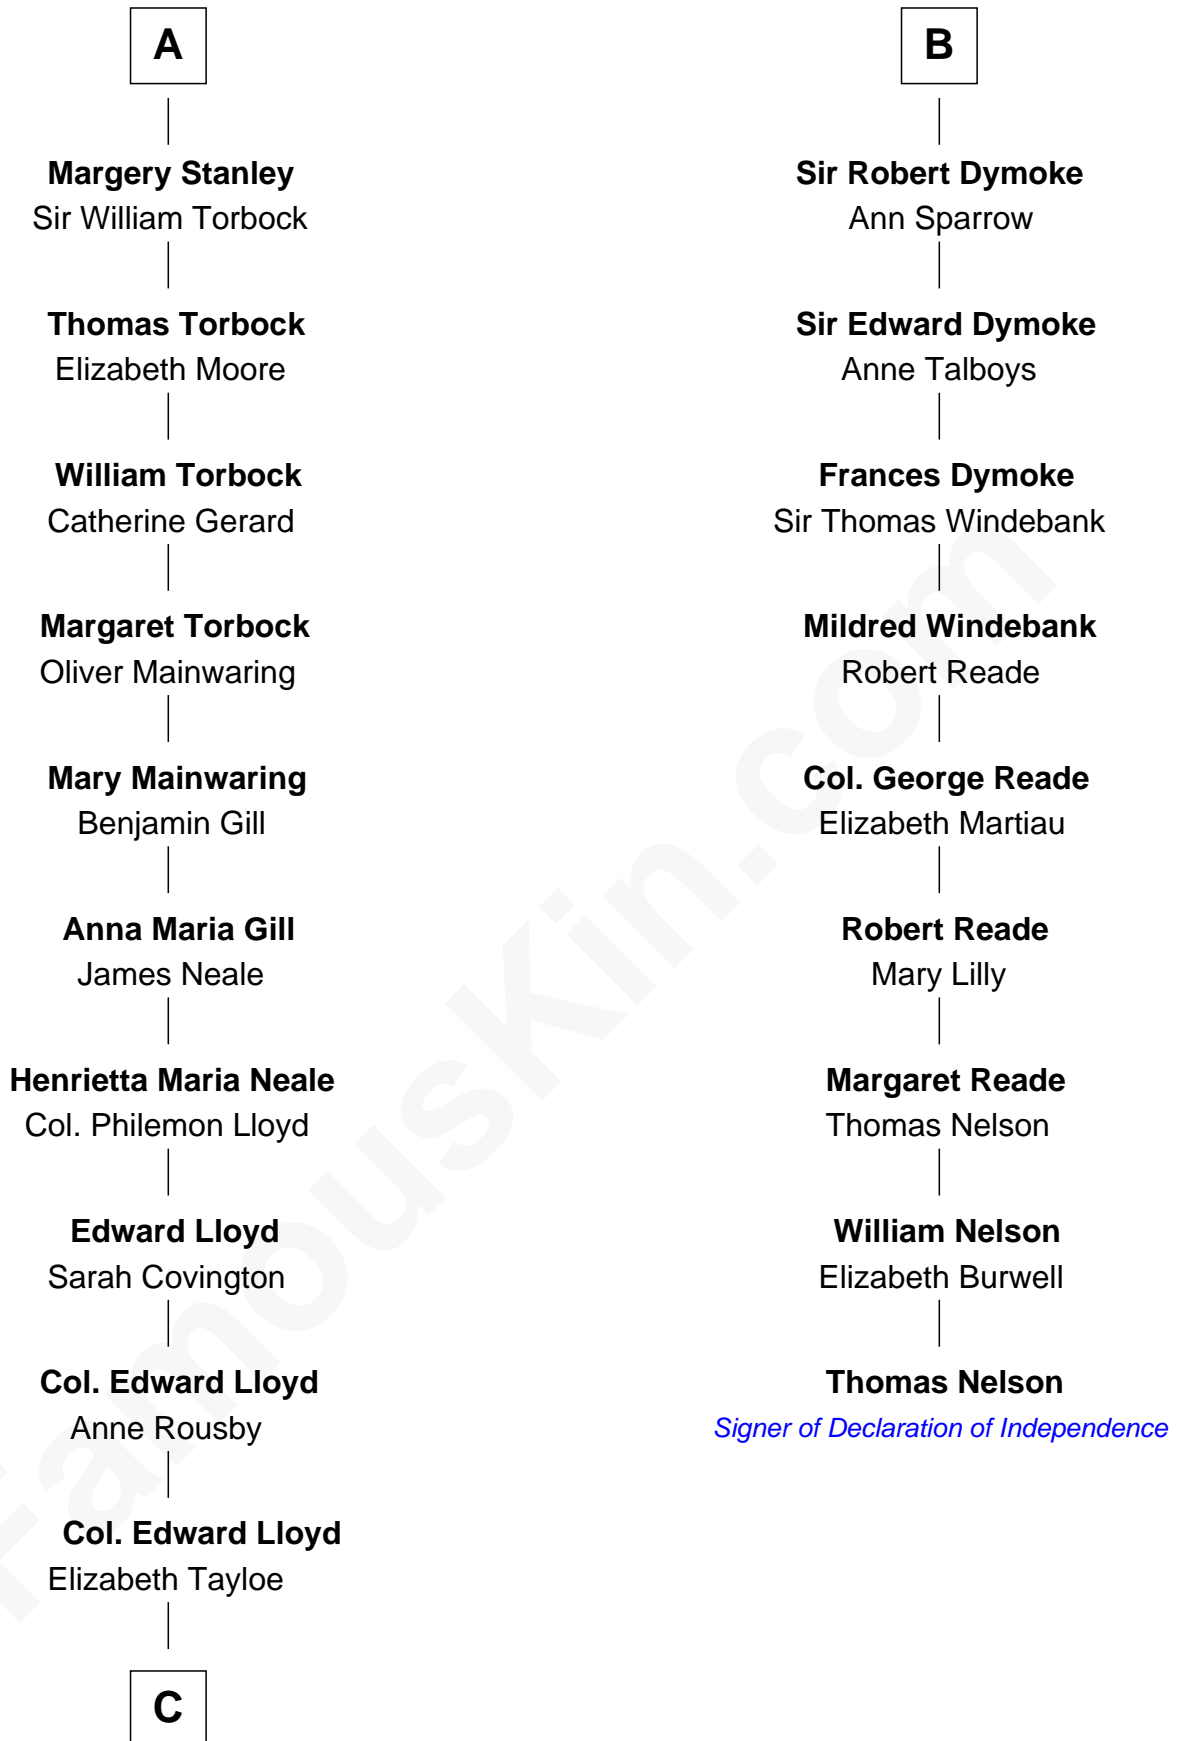 A
Margery Stanley
Sir William Torbock
Thomas Torbock
Elizabeth Moore
William Torbock
Catherine Gerard
Margaret Torbock
Oliver Mainwaring
Mary Mainwaring
Benjamin Gill
Anna Maria Gill
James Neale
Henrietta Maria Neale
Col. Philemon Lloyd
Edward Lloyd
Sarah Covington
Col. Edward Lloyd
Anne Rousby
Col. Edward Lloyd
Elizabeth Tayloe
C
B
Sir Robert Dymoke
Ann Sparrow
Sir Edward Dymoke
Anne Talboys
Frances Dymoke
Sir Thomas Windebank
Mildred Windebank
Robert Reade
Col. George Reade
Elizabeth Martiau
Robert Reade
Mary Lilly
Margaret Reade
Thomas Nelson
William Nelson
Elizabeth Burwell
Thomas Nelson
Signer of Declaration of Independence
FamousKin.com